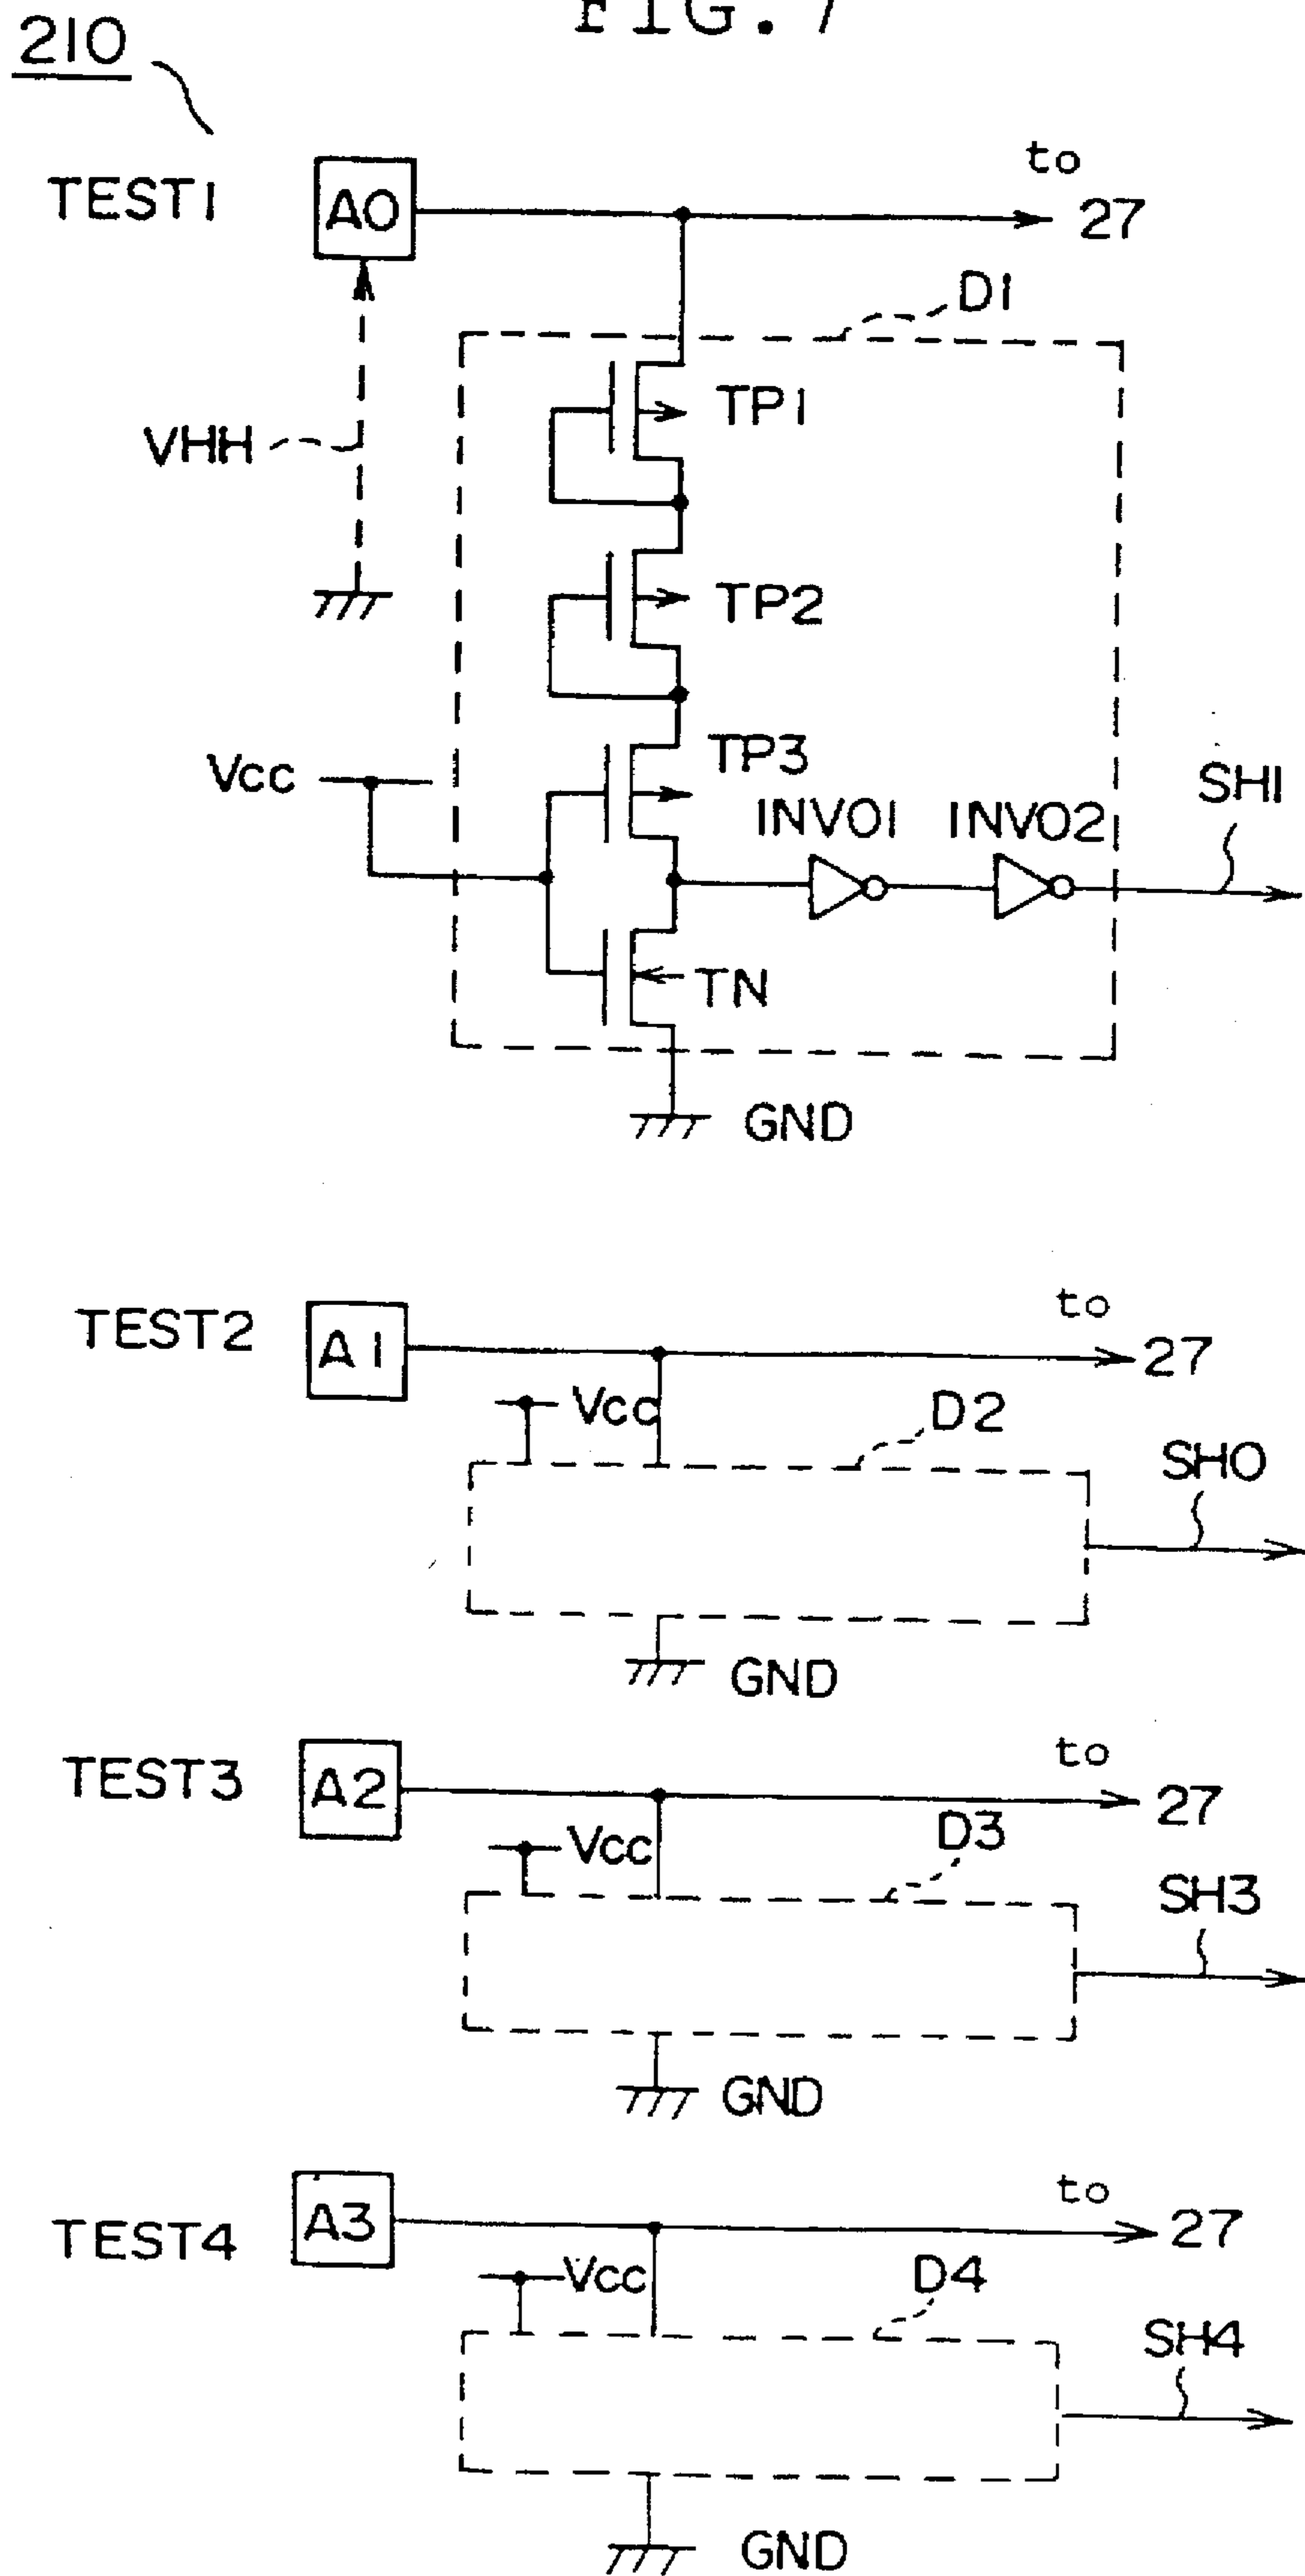 FIG. 7
210
TEST1
A0
to
27
D1
VHH
TP1
TP2
Vcc
TP3
INV01
INV02
SH1
TN
GND
TEST2
A1
to
27
Vcc
D2
SH0
GND
TEST3
A2
to
27
Vcc
D3
SH3
GND
TEST4
A3
to
27
Vcc
D4
SH4
GND